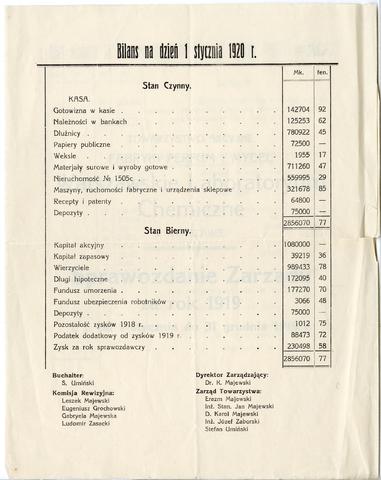 Bilans na dzień 1 stycznia 1920 r.
Mk. fen.
Stan Czynny.
KASA.
Gotowizna w kasie 142704 92
Należności w bankach 125253 62
Dłużnicy 780922 45
Papiery publiczne 72500 —
Weksle 1955 17
Materjały surowe i wyroby gotowe 711260 47
Nieruchomość № 1505c 559995 29
Maszyny, ruchomości fabryczne i urządzenia sklepowe 321678 85
Recepty i patenty 64800 —
Depozyty 75000 —
2856070 77
Stan Bierny.
Kapitał akcyjny 1080000 —
Kapitał zapasowy 39219 36
Wierzyciele 989433 78
Długi hipoteczne 172095 40
Fundusz umorzenia 177270 70
Fundusz ubezpieczenia robotników 3066 48
Depozyty 75000 —
Pozostałość zysków 1918 r. 1012 75
Podatek dodatkowy od zysków 1919 r. 88473 72
Zysk za rok sprawozdawczy 230498 58
2856070 77
Buchalter:
S. Umiński
Komisja Rewizyjna:
Leszek Majewski
Eugenjusz Grochowski
Gabryela Majewska
Ludomir Zasacki
Dyrektor Zarządzający:
Dr. K. Majewski
Zarząd Towarzystwa:
Erazm Majewski
Inż. Stan. Jan Majewski
D. Karol Majewski
Inż. Józef Zaborski
Stefan Umiński